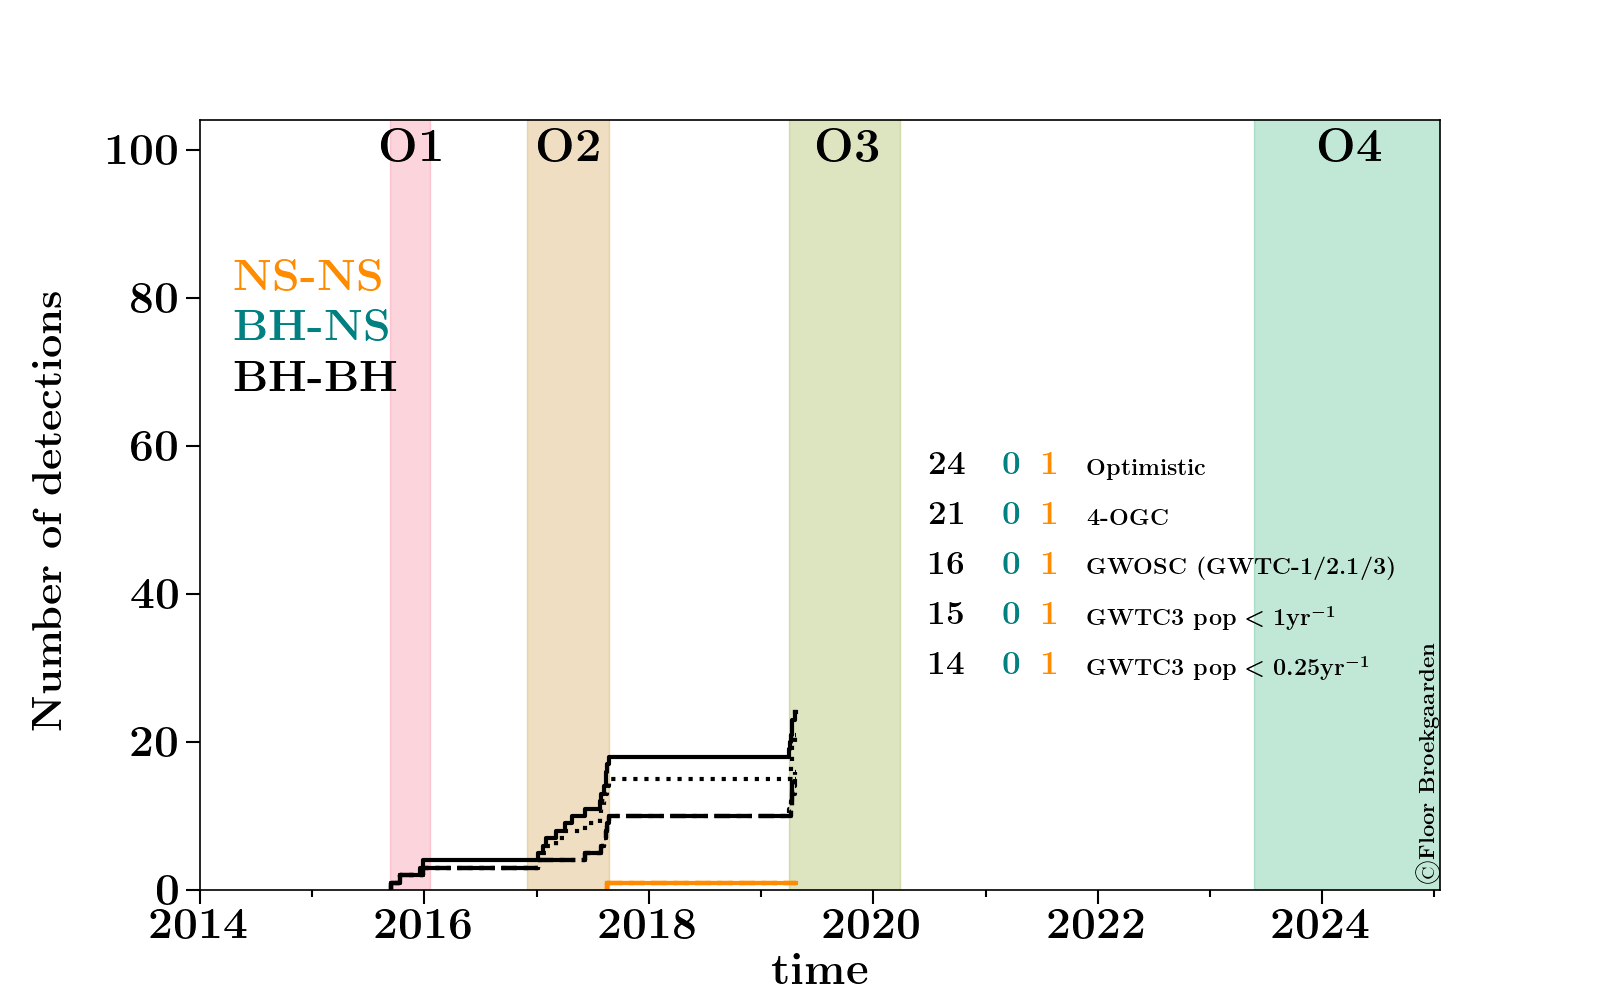 O1 O2 O3 O4
100
80
60
40
20
0
Number of detections
NS-NS
BH-NS
BH-BH
24 0 1 Optimistic
21 0 1 4-OGC
16 0 1 GWOSC (GWTC-1/2.1/3)
15 0 1 GWTC3 pop < 1yr⁻¹
14 0 1 GWTC3 pop < 0.25yr⁻¹
©Floor Broekgaarden
2014 2016 2018 2020 2022 2024
time